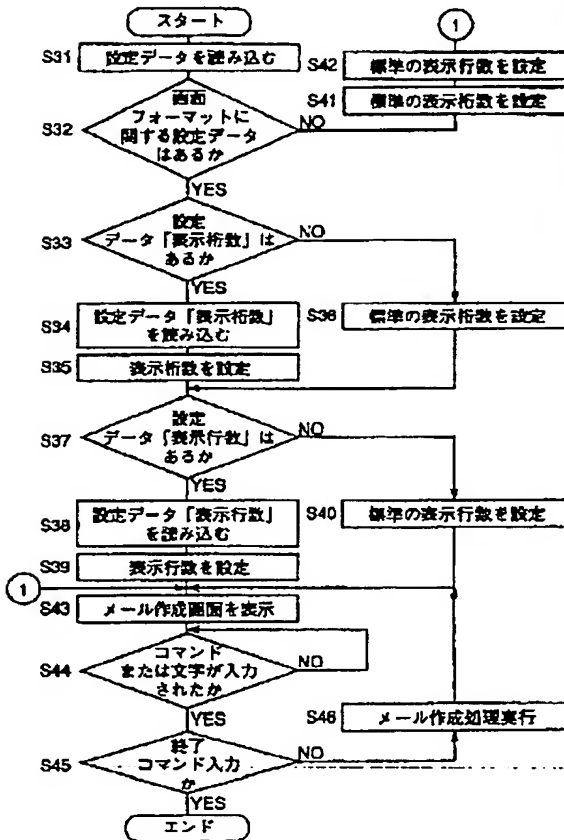 スタート
S31
設定データを読み込む
S32
画面
フォーマットに
関する設定データ
はあるか
NO
YES
1
S42
標準の表示行数を設定
S41
標準の表示桁数を設定
S33
設定
データ「表示桁数」は
あるか
NO
YES
S34
設定データ「表示桁数」
を読み込む
S36
標準の表示桁数を設定
S35
表示桁数を設定
S37
設定
データ「表示行数」は
あるか
NO
YES
S38
設定データ「表示行数」
を読み込む
S40
標準の表示行数を設定
S39
表示行数を設定
1
S43
メール作成画面を表示
S44
コマンド
または文字が入力
されたか
NO
YES
S46
メール作成処理実行
S45
終了
コマンド入力
か
NO
YES
エンド